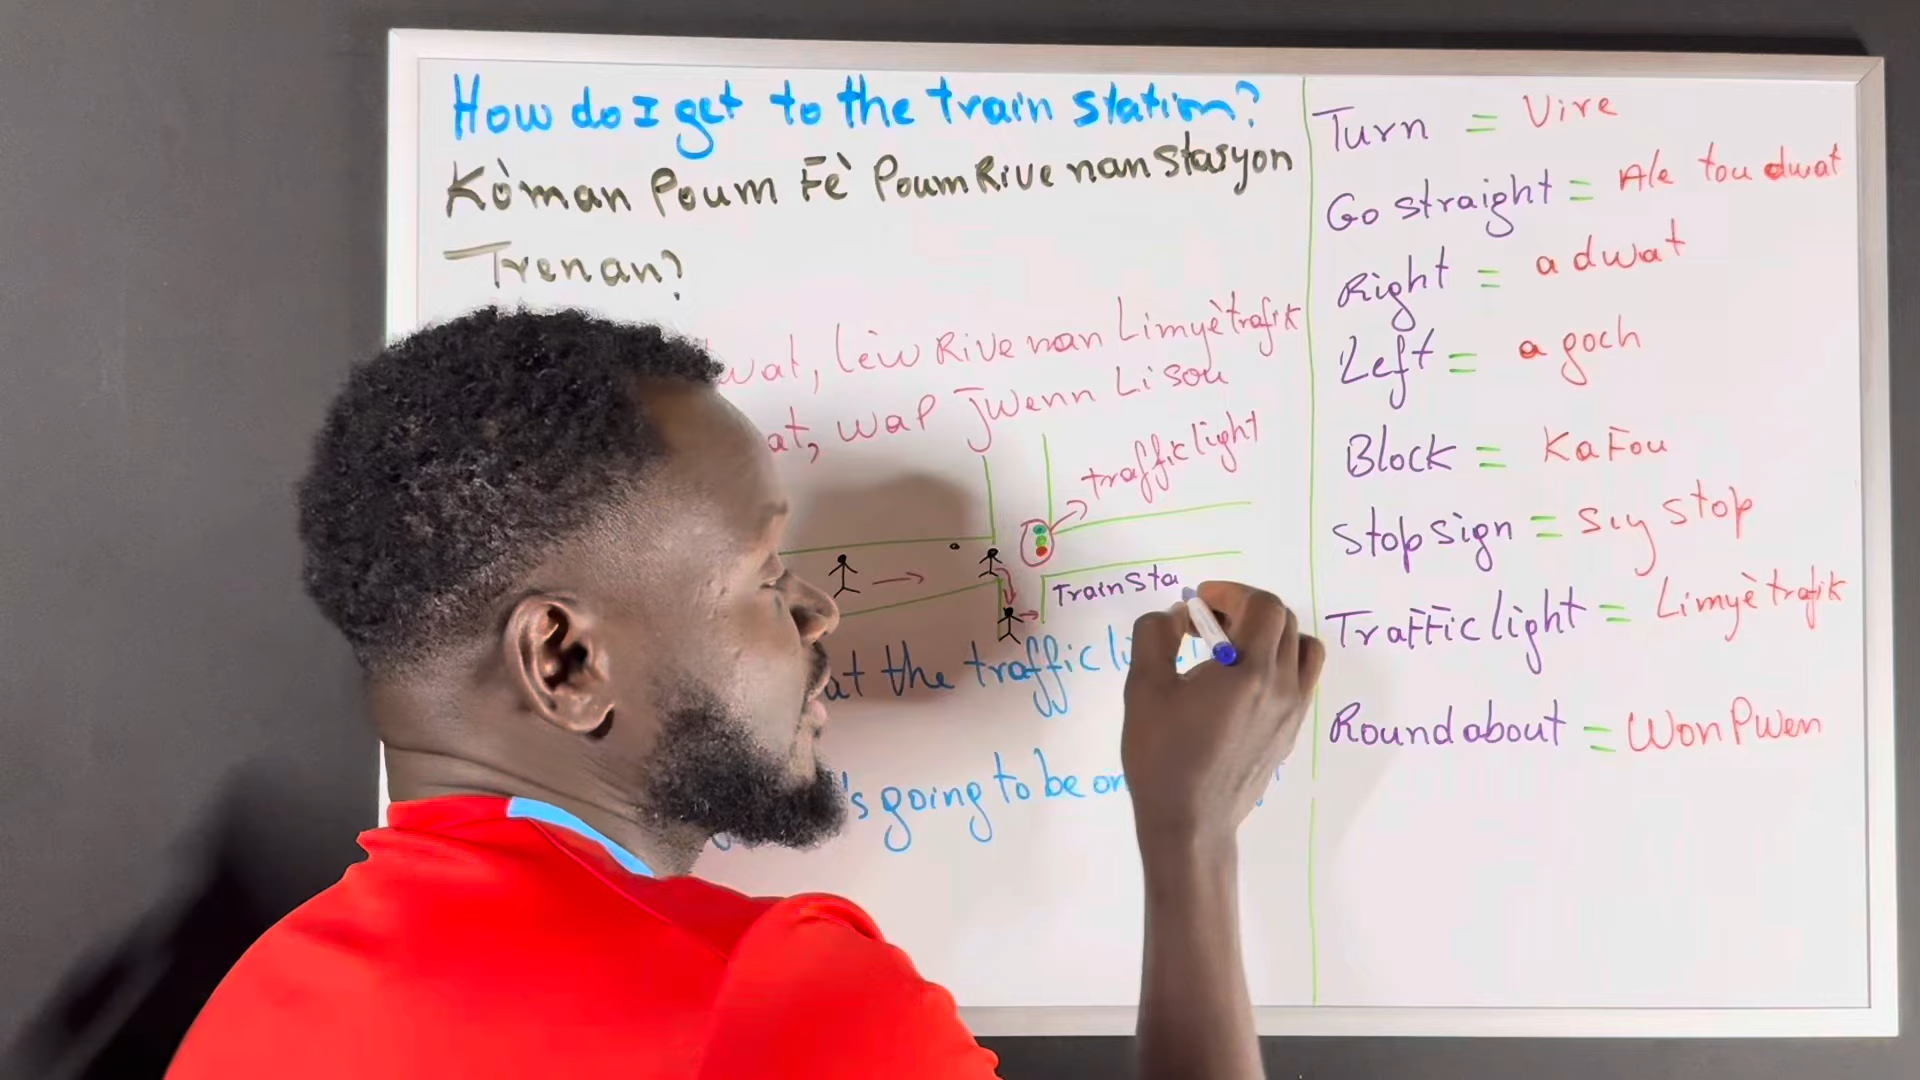 How do I get to the train station?
Kòman Poum Fè Poum Rive nan stasyon
Trenan?
wat, lèw Rive nan Limyè trafik
at, wap jwenn Li sou
traffic light
Train Sta
at the traffic li
's going to be on
Turn = Vire
Go straight = Ale tou dwat
Right = a dwat
Left = a goch
Block = KaFou
Stop sign = siy stop
Traffic light = Limyè trafik
Roundabout = Won Pwen